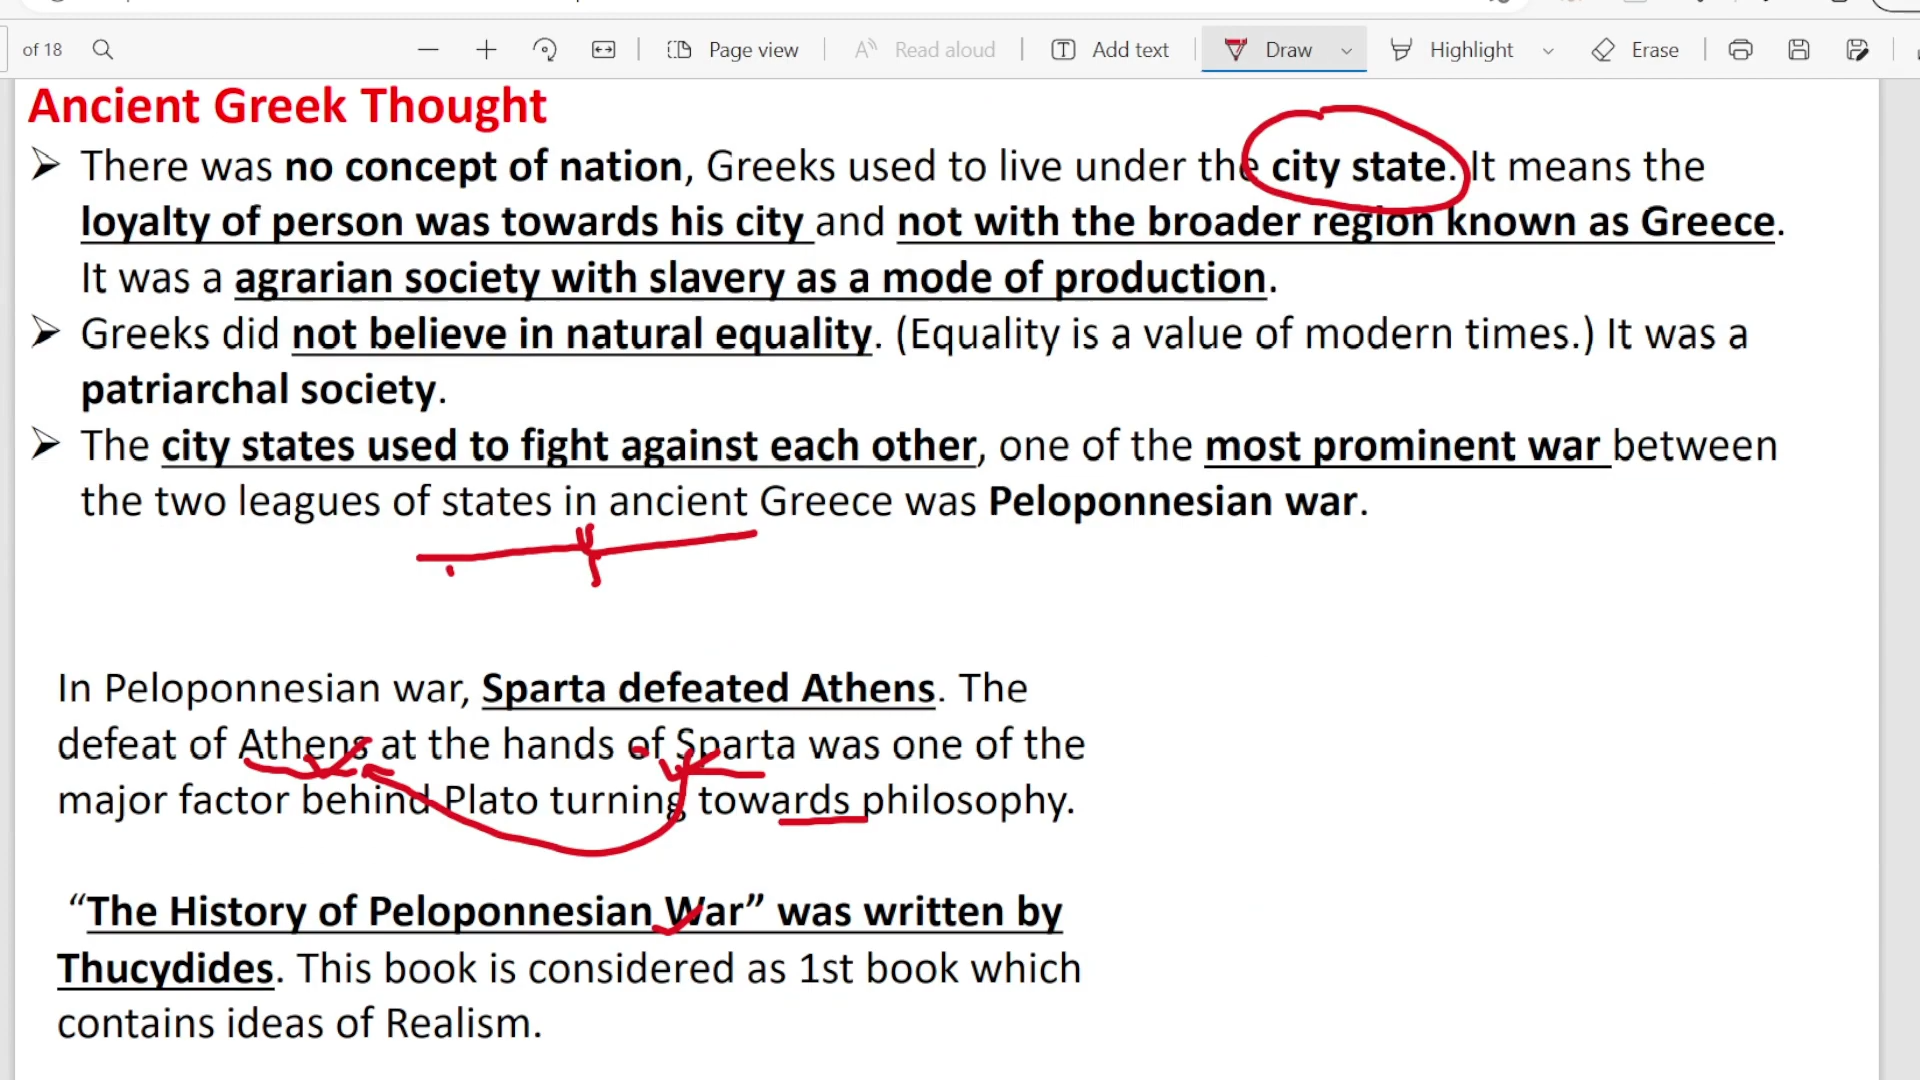 of 18 Page view Read aloud Add text Draw Highlight Erase
Ancient Greek Thought
➢ There was no concept of nation, Greeks used to live under the city state. It means the
loyalty of person was towards his city and not with the broader region known as Greece.
It was a agrarian society with slavery as a mode of production.
➢ Greeks did not believe in natural equality. (Equality is a value of modern times.) It was a
patriarchal society.
➢ The city states used to fight against each other, one of the most prominent war between
the two leagues of states in ancient Greece was Peloponnesian war.
In Peloponnesian war, Sparta defeated Athens. The
defeat of Athens at the hands of Sparta was one of the
major factor behind Plato turning towards philosophy.
“The History of Peloponnesian War” was written by
Thucydides. This book is considered as 1st book which
contains ideas of Realism.